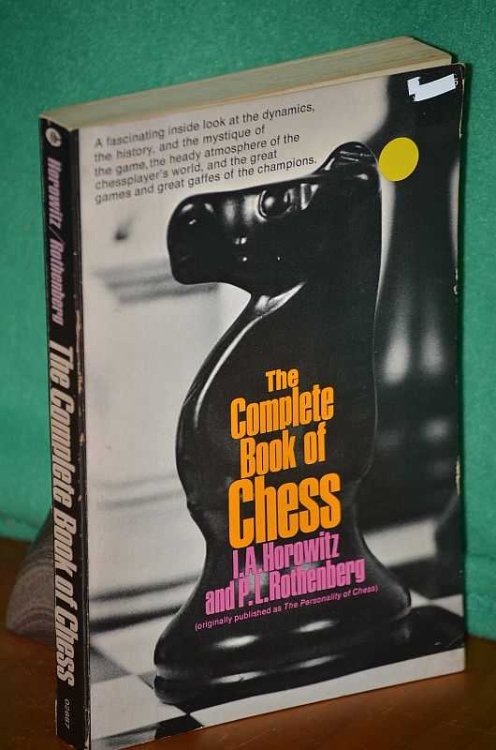 A fascinating inside look at the dynamics,
the history, and the mystique of
the game, the heady atmosphere of the
chessplayer's world, and the great
games and great gaffes of the champions.
The
Complete
Book of
Chess
I.A. Horowitz
and P.L. Rothenberg
(originally published as The Personality of Chess)
Horowitz/Rothenberg The Complete Book of Chess 02887